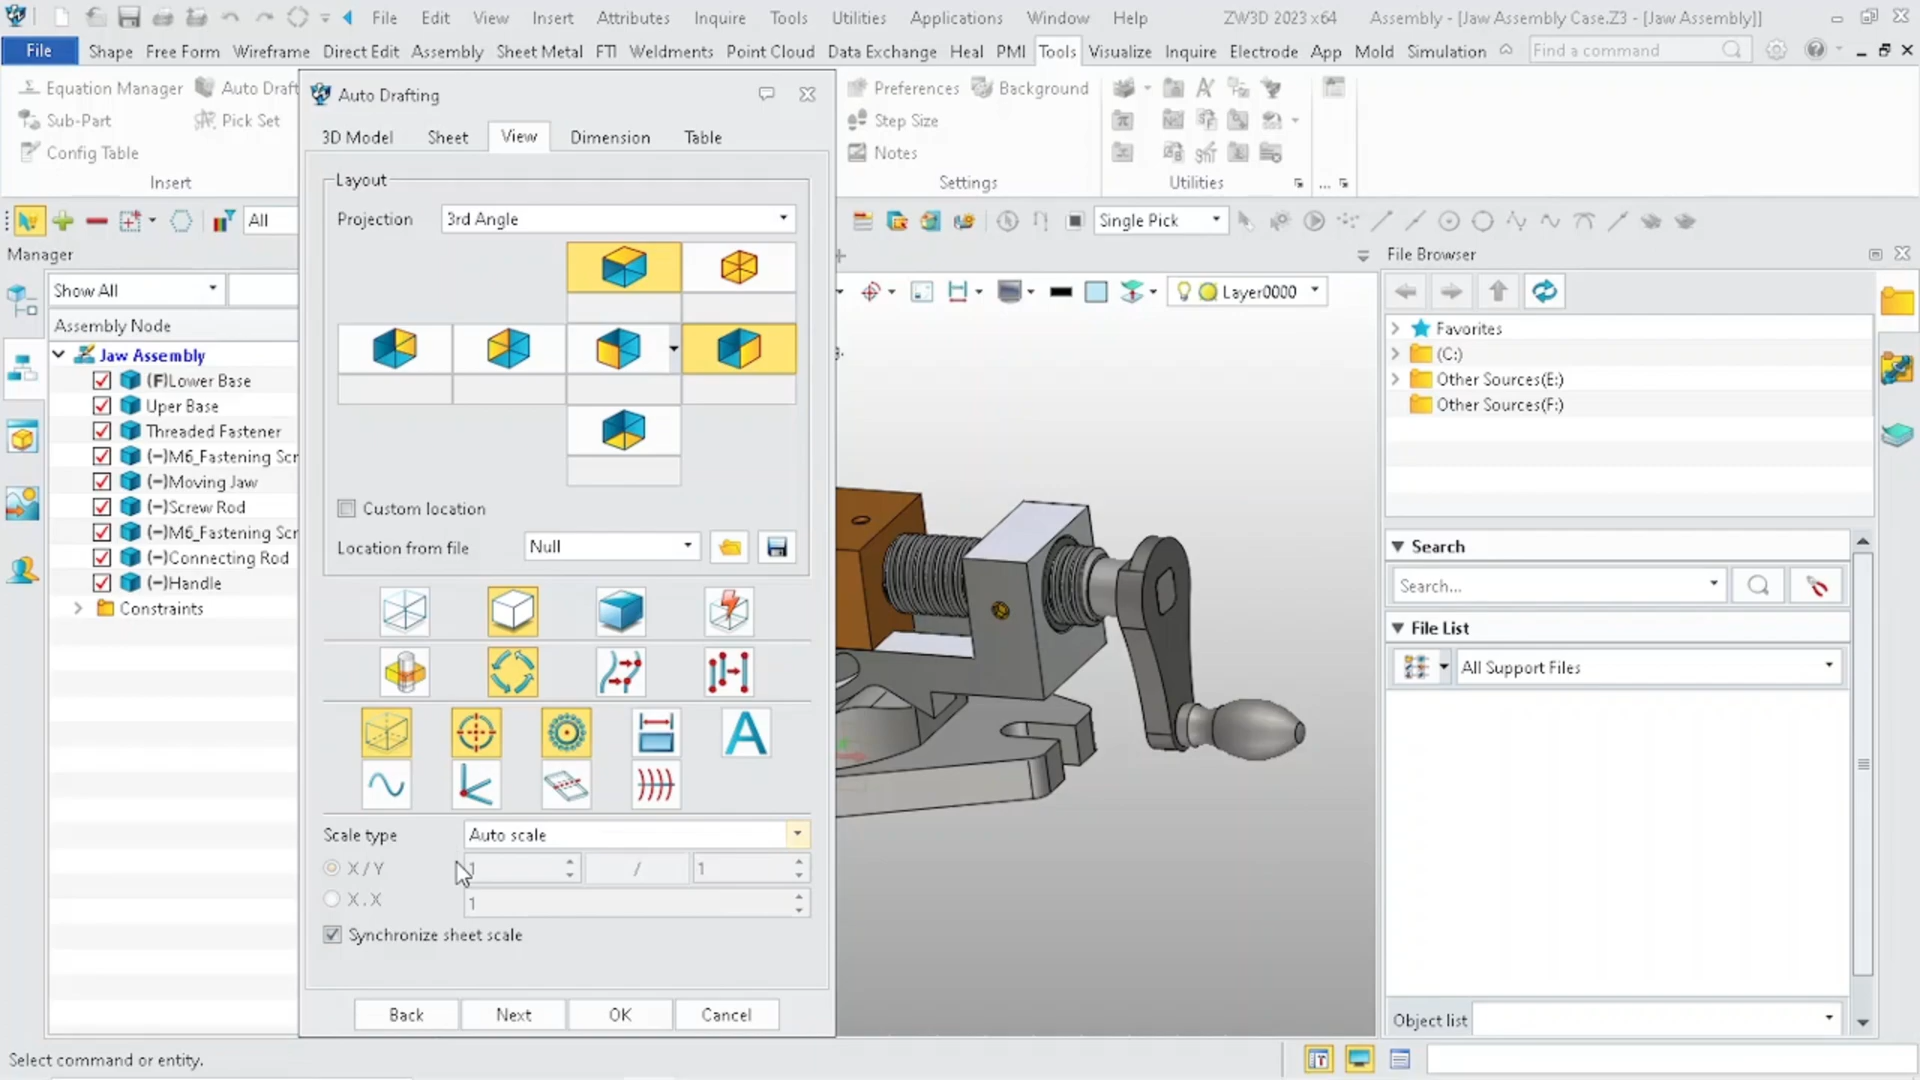 File Edit View Insert Attributes Inquire Tools Utilities Applications Window Help ZW3D 2023 x64 Assembly - [Jaw Assembly Case.Z3 - [Jaw Assembly]]
File Shape Free Form Wireframe Direct Edit Assembly Sheet Metal FTI Weldments Point Cloud Data Exchange Heal PMI Tools Visualize Inquire Electrode App Mold Simulation Find a command
Equation Manager Auto Draft
Sub-Part Pick Set
Config Table
Insert
Preferences Background
Step Size
Notes
Settings
Utilities
...
All
Single Pick
Manager
Show All
Assembly Node
Jaw Assembly
(F)Lower Base
Uper Base
Threaded Fastener
(-)M6_Fastening Scr
(-)Moving Jaw
(-)Screw Rod
(-)M6_Fastening Scr
(-)Connecting Rod
(-)Handle
Constraints
Auto Drafting
3D Model Sheet View Dimension Table
Layout
Projection 3rd Angle
Custom location
Location from file Null
Scale type Auto scale
X/Y 1 / 1
X.X 1
Synchronize sheet scale
Back Next OK Cancel
Layer0000
File Browser
Favorites
(C:)
Other Sources(E:)
Other Sources(F:)
Search
Search...
File List
All Support Files
Object list
Select command or entity.